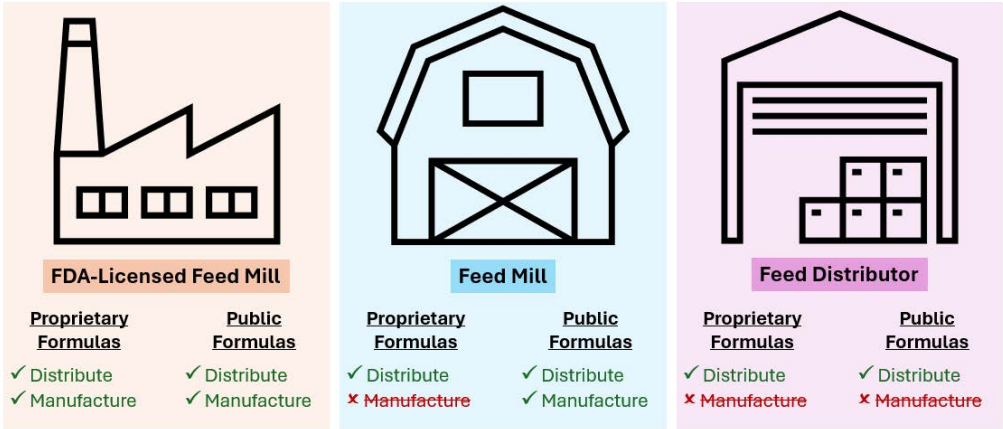 FDA-Licensed Feed Mill
Proprietary Formulas
Public Formulas
✓ Distribute
✓ Manufacture
✓ Distribute
✓ Manufacture
Feed Mill
Proprietary Formulas
Public Formulas
✓ Distribute
✗ Manufacture
✓ Distribute
✓ Manufacture
Feed Distributor
Proprietary Formulas
Public Formulas
✓ Distribute
✗ Manufacture
✓ Distribute
✗ Manufacture